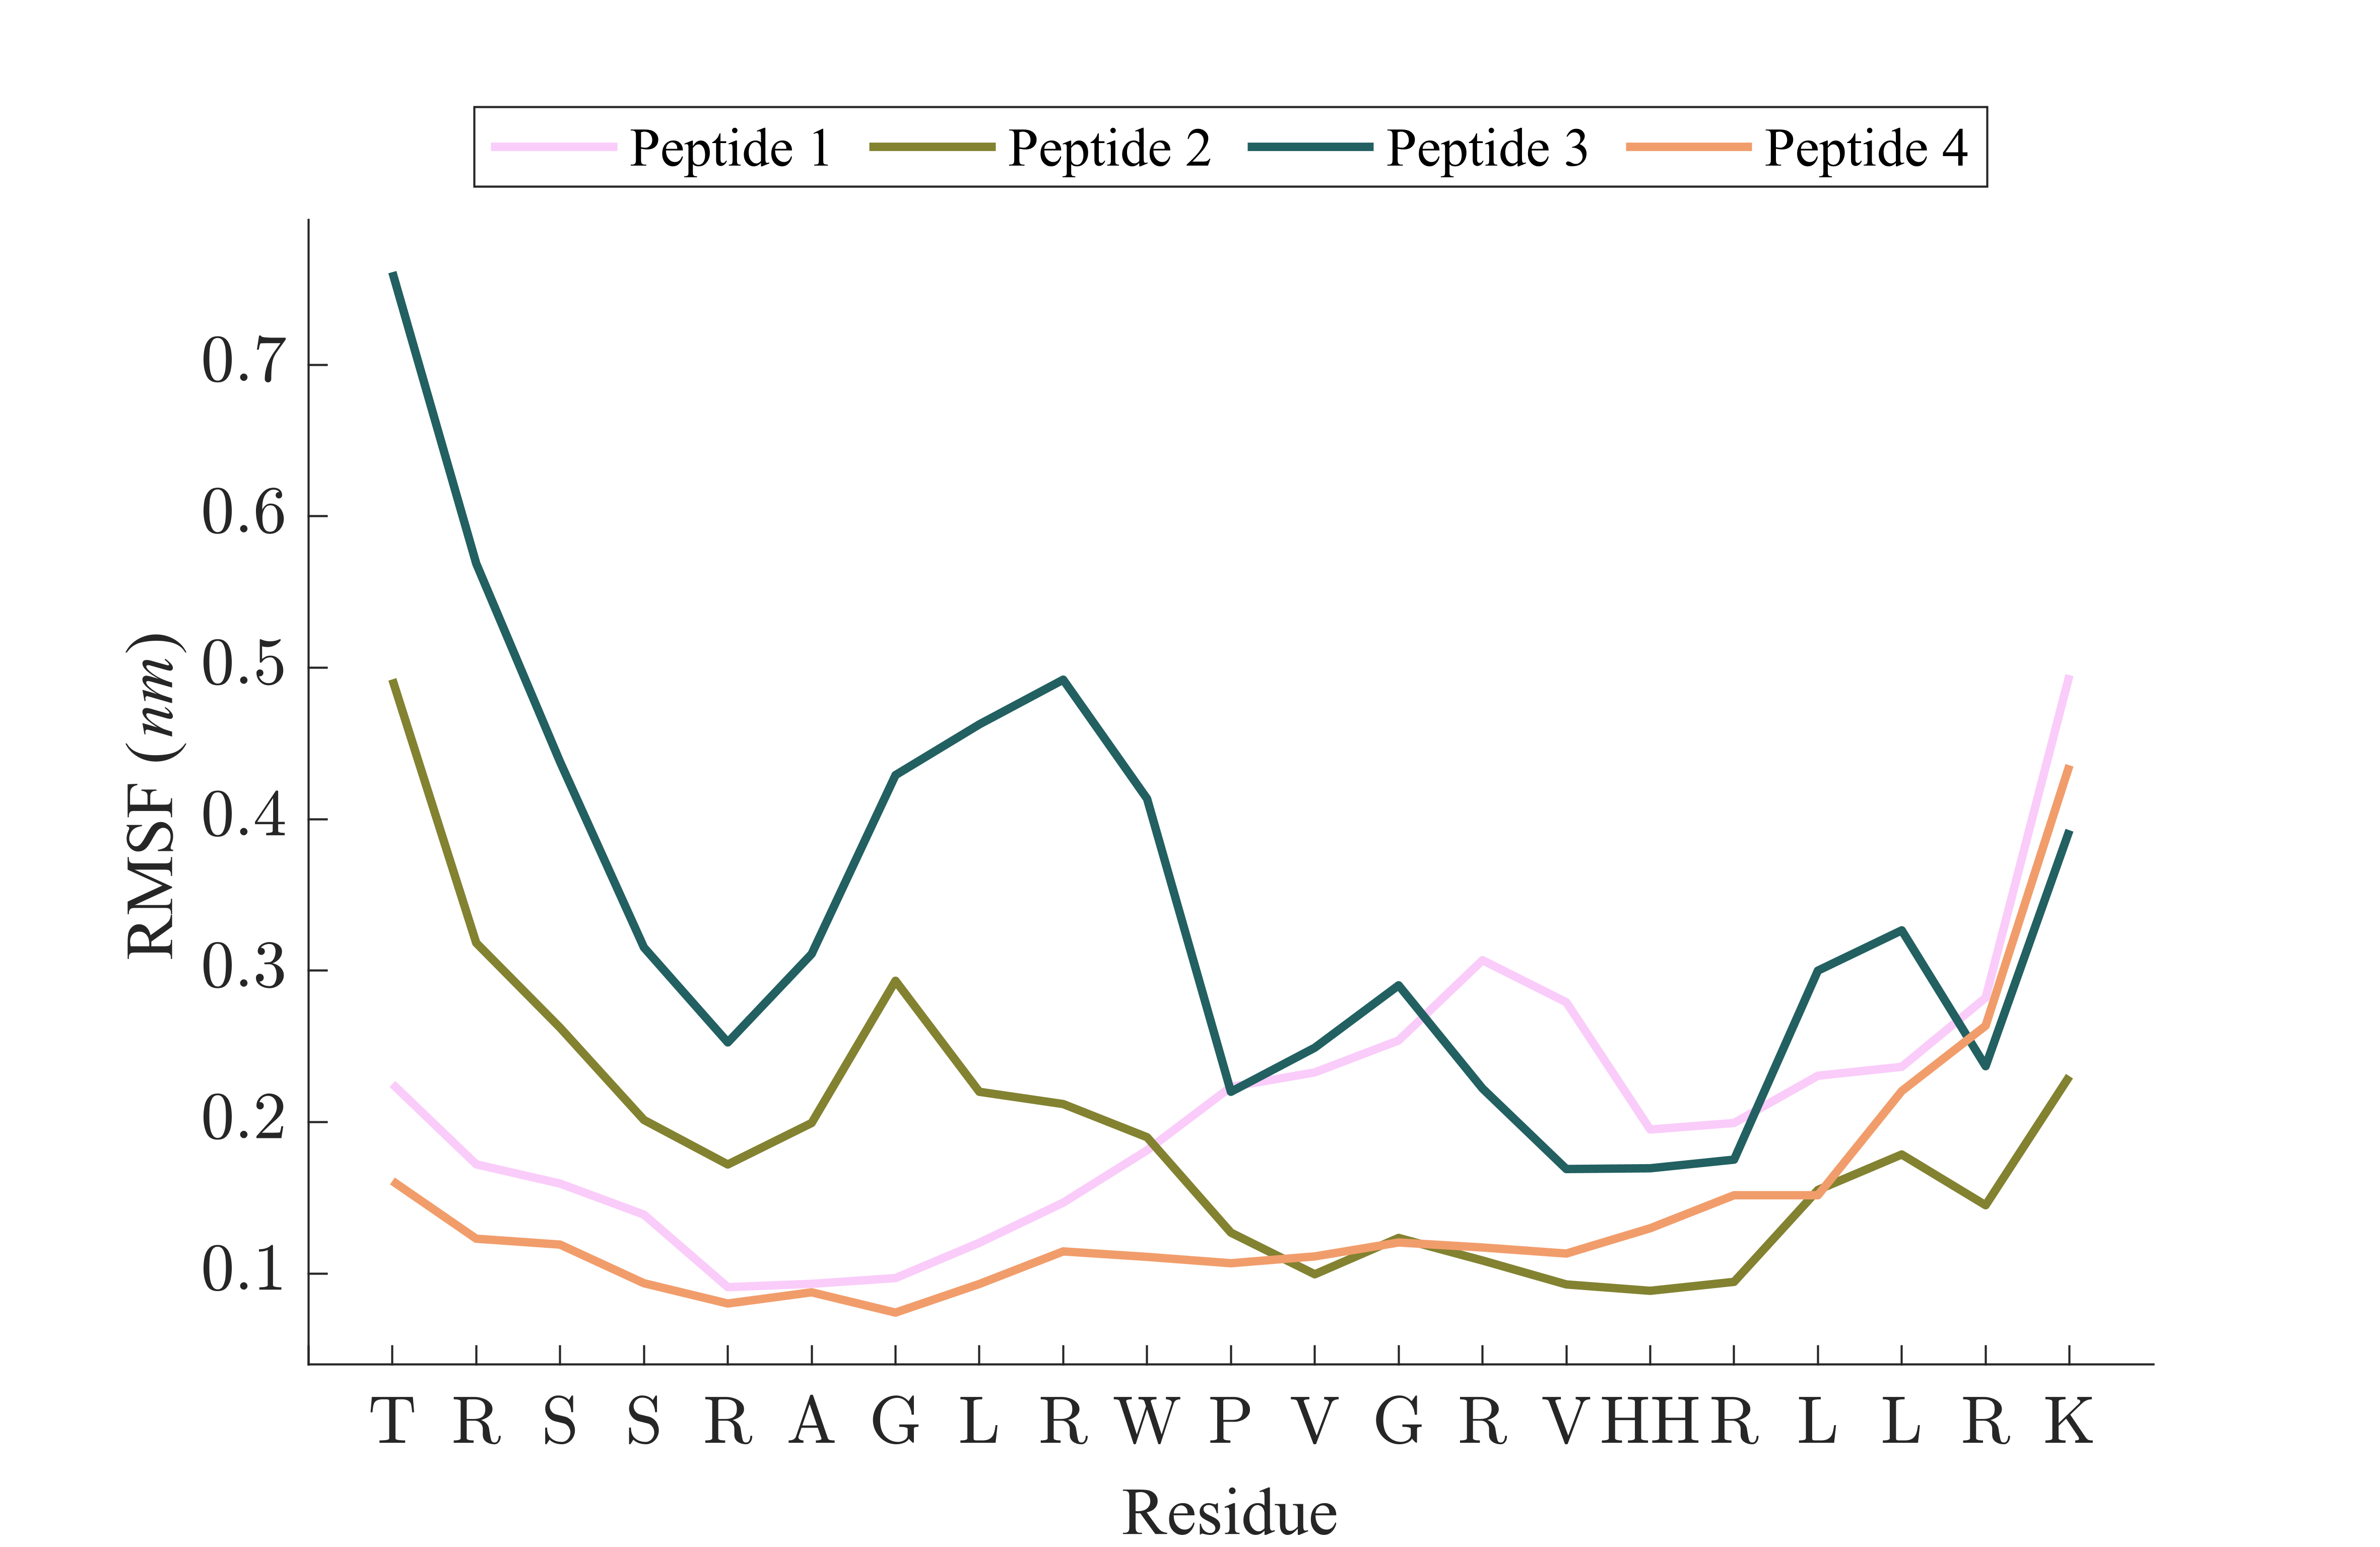 Peptide 1 Peptide 2 Peptide 3 Peptide 4
RMSF (nm)
0.7
0.6
0.5
0.4
0.3
0.2
0.1
T R S S R A G L R W P V G R V HH R L L R K
Residue